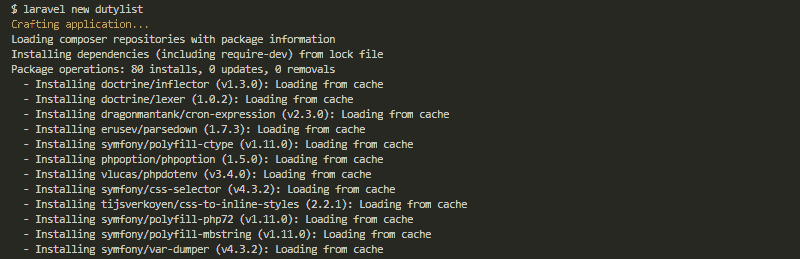 $ laravel new dutylist
Crafting application...
Loading composer repositories with package information
Installing dependencies (including require-dev) from lock file
Package operations: 80 installs, 0 updates, 0 removals
  - Installing doctrine/inflector (v1.3.0): Loading from cache
  - Installing doctrine/lexer (1.0.2): Loading from cache
  - Installing dragonmantank/cron-expression (v2.3.0): Loading from cache
  - Installing erusev/parsedown (1.7.3): Loading from cache
  - Installing symfony/polyfill-ctype (v1.11.0): Loading from cache
  - Installing phpoption/phpoption (1.5.0): Loading from cache
  - Installing vlucas/phpdotenv (v3.4.0): Loading from cache
  - Installing symfony/css-selector (v4.3.2): Loading from cache
  - Installing tijsverkoyen/css-to-inline-styles (2.2.1): Loading from cache
  - Installing symfony/polyfill-php72 (v1.11.0): Loading from cache
  - Installing symfony/polyfill-mbstring (v1.11.0): Loading from cache
  - Installing symfony/var-dumper (v4.3.2): Loading from cache